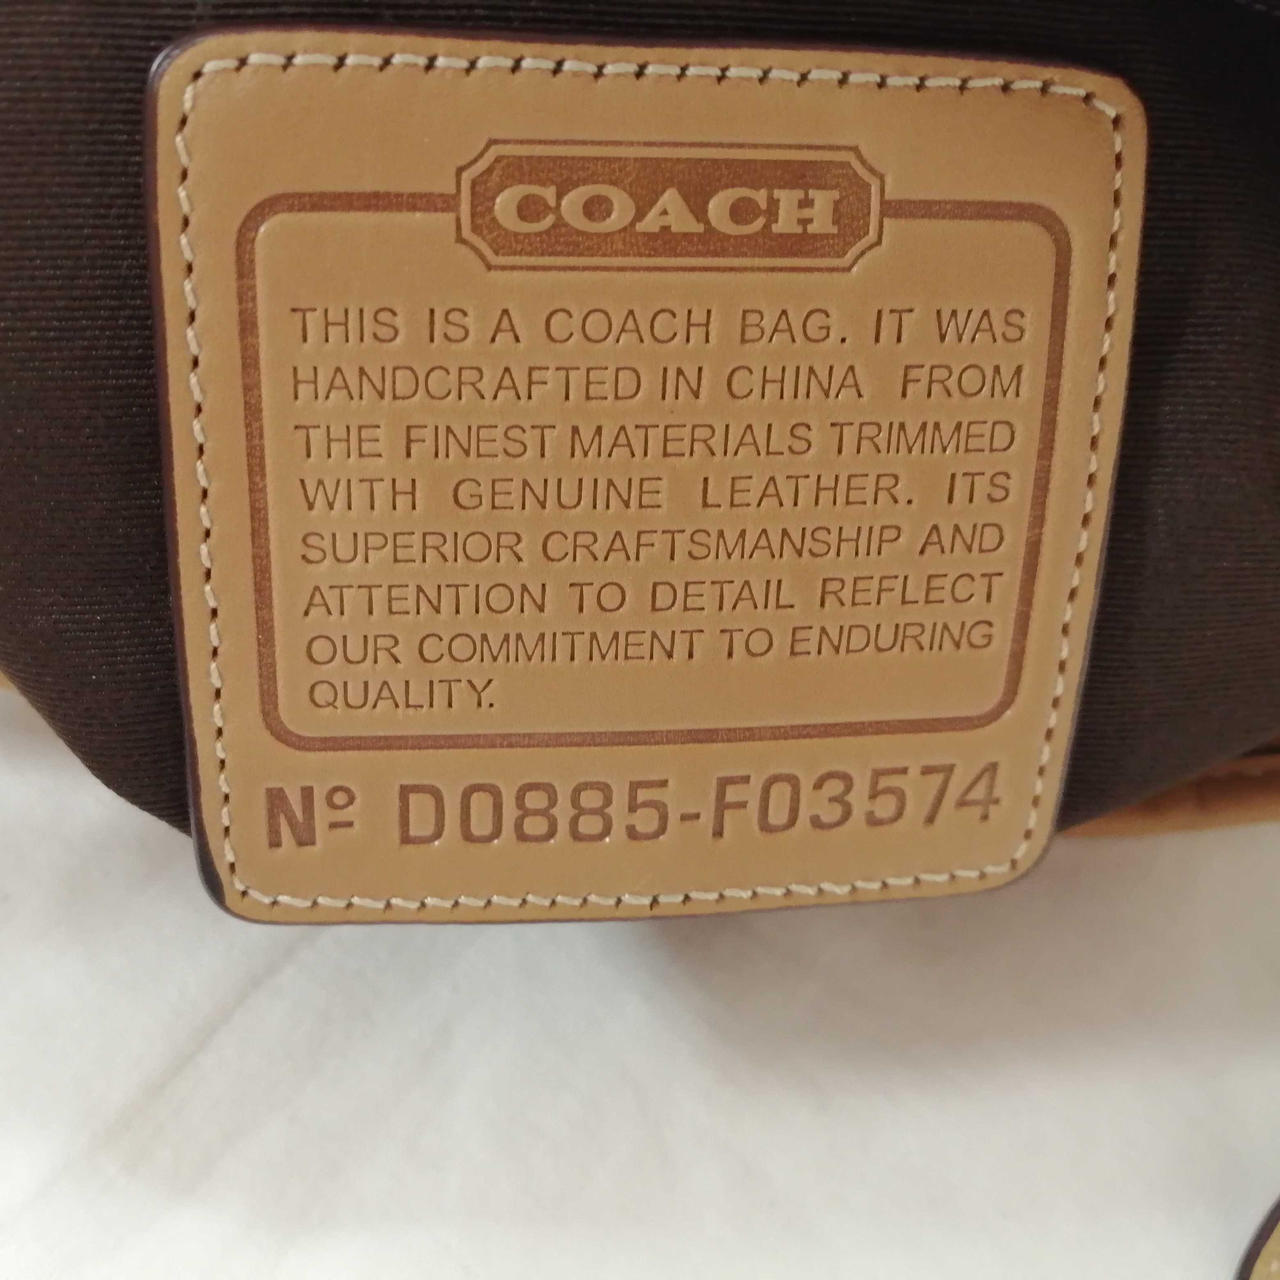 COACH
THIS IS A COACH BAG. IT WAS
HANDCRAFTED IN CHINA FROM
THE FINEST MATERIALS TRIMMED
WITH GENUINE LEATHER. ITS
SUPERIOR CRAFTSMANSHIP AND
ATTENTION TO DETAIL REFLECT
OUR COMMITMENT TO ENDURING
QUALITY.
Nº D0885-F03574